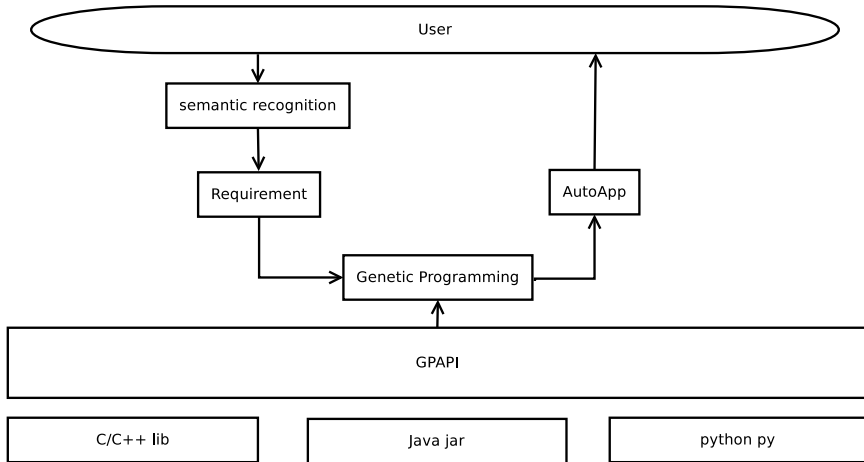 User
semantic recognition
Requirement
AutoApp
Genetic Programming
GPAPI
C/C++ lib
Java jar
python py